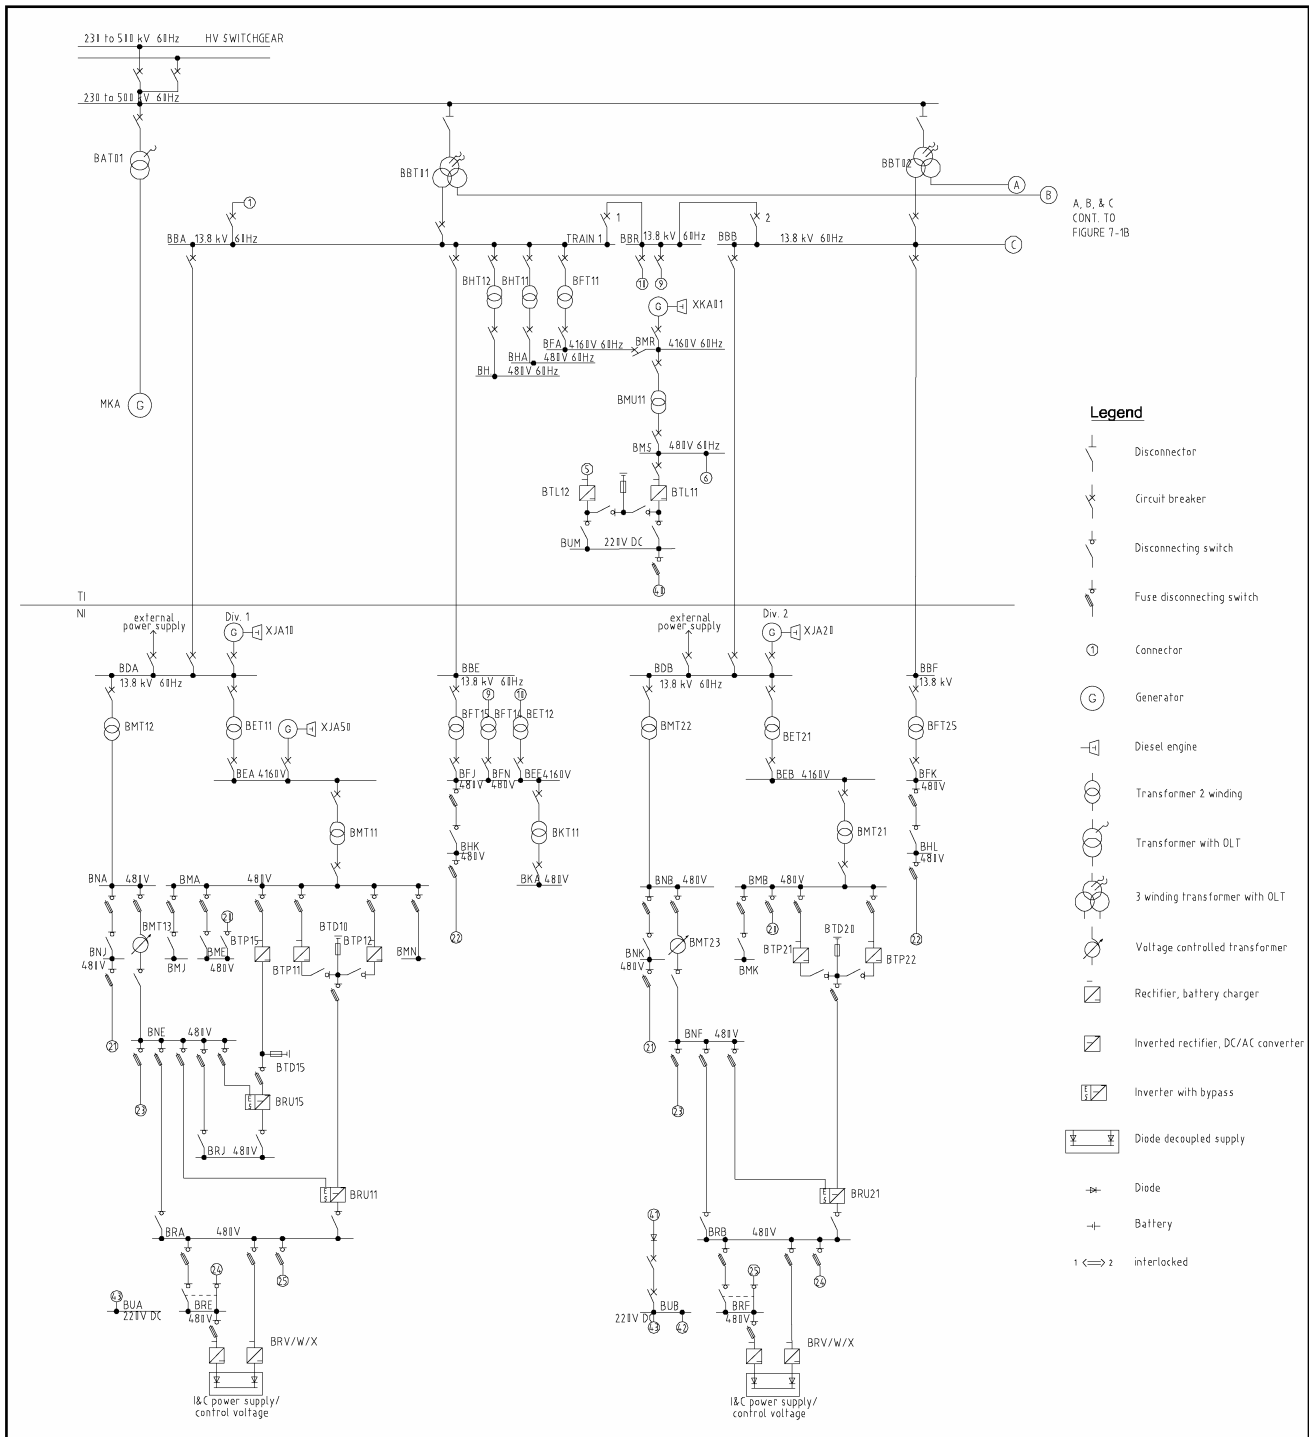 230 to 500 kV 60Hz HV SWITCHGEAR
230 to 500 kV 60Hz
BAT01
BBT01
BBT02
A
B
C
A, B, & C
CONT. TO
FIGURE 7-1B
1
1
2
BBA 13.8 kV 60Hz
TRAIN 1
BBR 13.8 kV 60Hz
BBB 13.8 kV 60Hz
BHT12
BHT11
BFT11
10
9
G
XKA01
BFA 4160V 60Hz
BMR 4160V 60Hz
BHA 480V 60Hz
BH 480V 60Hz
MKA
G
BMU11
BMS 480V 60Hz
5
6
BTL12
BTL11
BUM 220V DC
40
TI
NI
external
power supply
Div. 1
G
XJA10
external
power supply
Div. 2
G
XJA20
BDA
13.8 kV 60Hz
BBE
13.8 kV 60Hz
BDB
13.8 kV 60Hz
BBF
13.8 kV
9
10
BMT12
BET11
G
XJA50
BFT15
BFT14
BET12
BMT22
BET21
BFT25
BEA 4160V
BFJ
480V
BFN
480V
BEE 4160V
BEB 4160V
BFK
480V
BMT11
BKT11
BMT21
BHK
480V
BHL
480V
BNA 480V
BMA 480V
BKA 480V
BNB 480V
BMB 480V
BMT13
20
BTD10
BTP15
BTP12
BTP11
BNJ
480V
BMJ
BME
480V
BMN
22
BMT23
20
BTD20
BTP21
BTP22
BNK
480V
BMK
22
21
BNE 480V
21
BNF 480V
BTD15
23
BRU15
23
BRJ 480V
BRU11
BRU21
41
BRA 480V
BRB 480V
24
25
25
24
43
BUA
220V DC
BRE
480V
BUB
220V DC
43
42
BRF
480V
BRV/W/X
BRV/W/X
I&C power supply/
control voltage
I&C power supply/
control voltage
Legend
Disconnector
Circuit breaker
Disconnecting switch
Fuse disconnecting switch
1 Connector
G Generator
Diesel engine
Transformer 2 winding
Transformer with OLT
3 winding transformer with OLT
Voltage controlled transformer
Rectifier, battery charger
Inverted rectifier, DC/AC converter
E
S
Inverter with bypass
Diode decoupled supply
Diode
Battery
1 <==> 2 interlocked